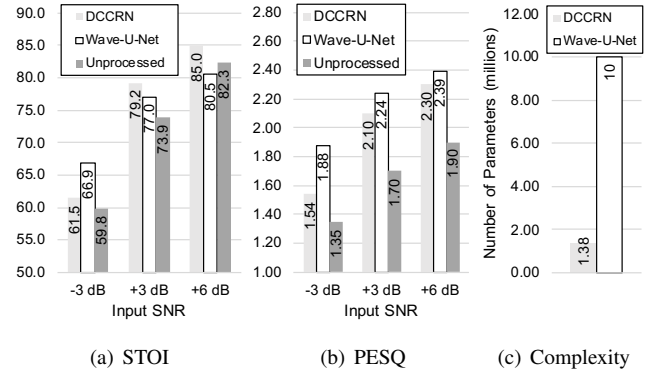 90.0
85.0
80.0
75.0
70.0
65.0
60.0
55.0
50.0
DCCRN
Wave-U-Net
Unprocessed
61.5
66.9
59.8
79.2
77.0
73.9
85.0
80.5
82.3
-3 dB +3 dB +6 dB
Input SNR
(a) STOI
2.80
2.60
2.40
2.20
2.00
1.80
1.60
1.40
1.20
1.00
DCCRN
Wave-U-Net
Unprocessed
1.54
1.88
1.35
2.10
2.24
1.70
2.30
2.39
1.90
-3 dB +3 dB +6 dB
Input SNR
(b) PESQ
Number of Parameters (millions)
12.00
10.00
8.00
6.00
4.00
2.00
0.00
DCCRN
Wave-U-Net
1.38
10
(c) Complexity